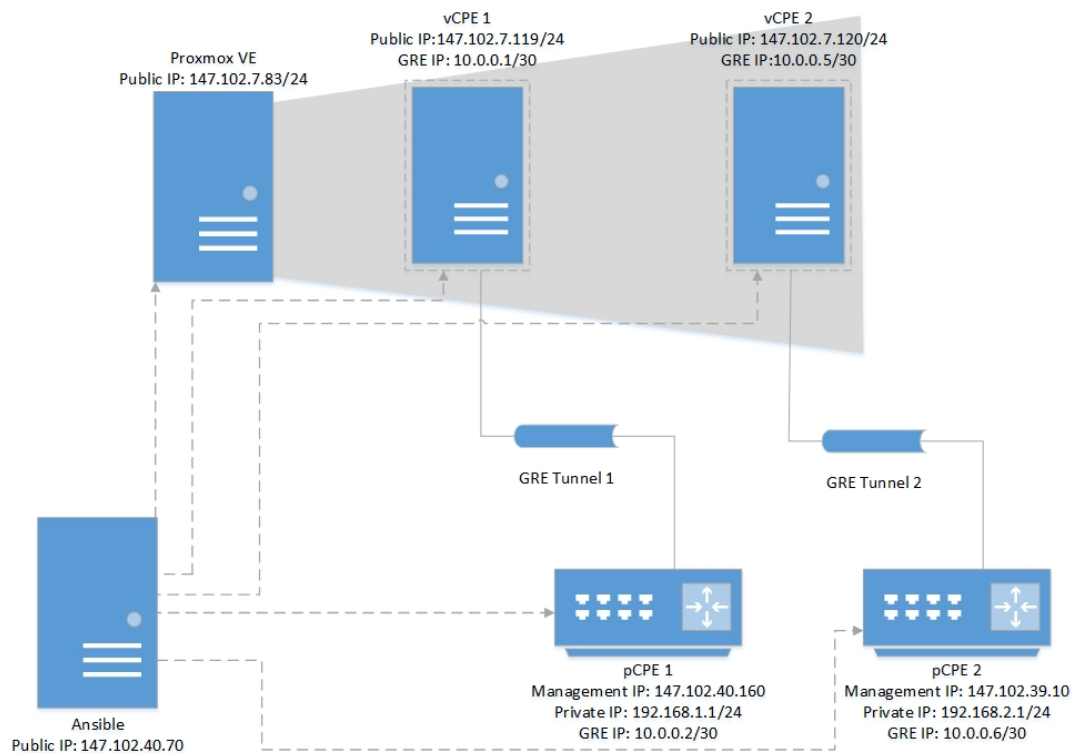 Proxmox VE
Public IP: 147.102.7.83/24
vCPE 1
Public IP:147.102.7.119/24
GRE IP: 10.0.0.1/30
vCPE 2
Public IP: 147.102.7.120/24
GRE IP:10.0.0.5/30
GRE Tunnel 1
GRE Tunnel 2
Ansible
Public IP: 147.102.40.70
pCPE 1
Management IP: 147.102.40.160
Private IP: 192.168.1.1/24
GRE IP: 10.0.0.2/30
pCPE 2
Management IP: 147.102.39.10
Private IP: 192.168.2.1/24
GRE IP: 10.0.0.6/30